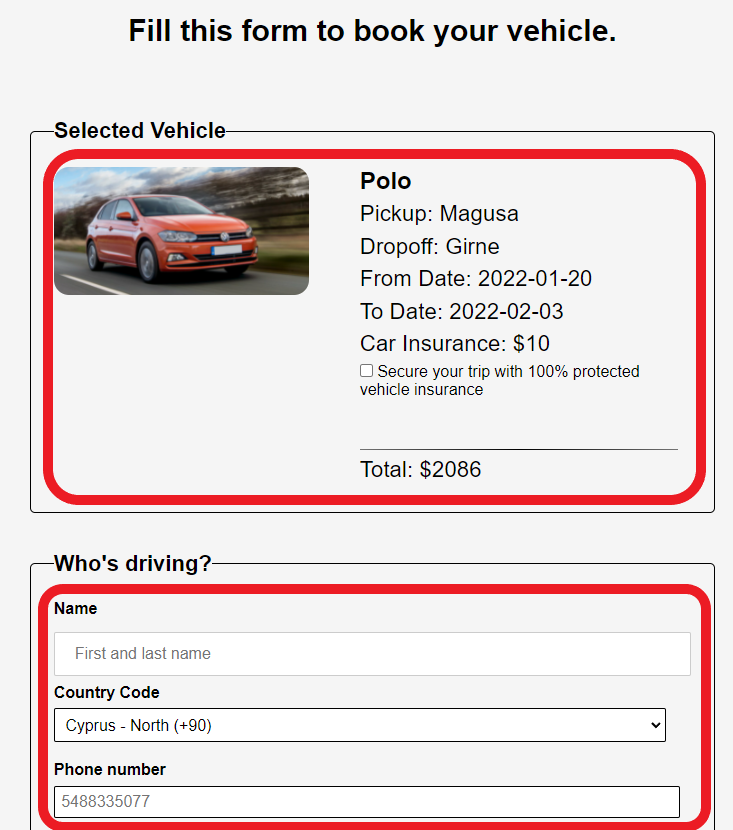 Fill this form to book your vehicle.
Selected Vehicle
Polo
Pickup: Magusa
Dropoff: Girne
From Date: 2022-01-20
To Date: 2022-02-03
Car Insurance: $10
Secure your trip with 100% protected
vehicle insurance
Total: $2086
Who's driving?
Name
First and last name
Country Code
Cyprus - North (+90)
Phone number
5488335077